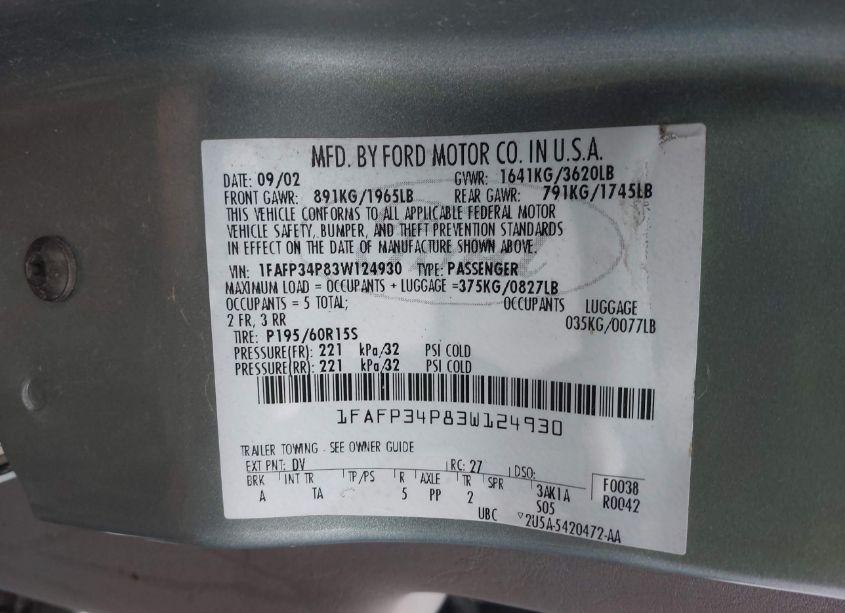 MFD. BY FORD MOTOR CO. IN U.S.A.
DATE: 09/02 GVWR: 1641KG/3620LB
FRONT GAWR: 891KG/1965LB REAR GAWR: 791KG/1745LB
THIS VEHICLE CONFORMS TO ALL APPLICABLE FEDERAL MOTOR
VEHICLE SAFETY, BUMPER, AND THEFT PREVENTION STANDARDS
IN EFFECT ON THE DATE OF MANUFACTURE SHOWN ABOVE.
VIN: 1FAFP34P83W124930 TYPE: PASSENGER
MAXIMUM LOAD = OCCUPANTS + LUGGAGE =375KG/0827LB
OCCUPANTS = 5 TOTAL; OCCUPANTS LUGGAGE
2 FR, 3 RR 035KG/0077LB
TIRE: P195/60R15S
PRESSURE(FR): 221 kPa/32 PSI COLD
PRESSURE(RR): 221 kPa/32 PSI COLD
1FAFP34P83W124930
TRAILER TOWING - SEE OWNER GUIDE
EXT PNT: DV RC: 27 DSO:
BRK INT TR TP/PS R AXLE TR SPR 3AK1A F0038
A TA 5 PP 2 S05 R0042
UBC ▽2U5A-5420472-AA